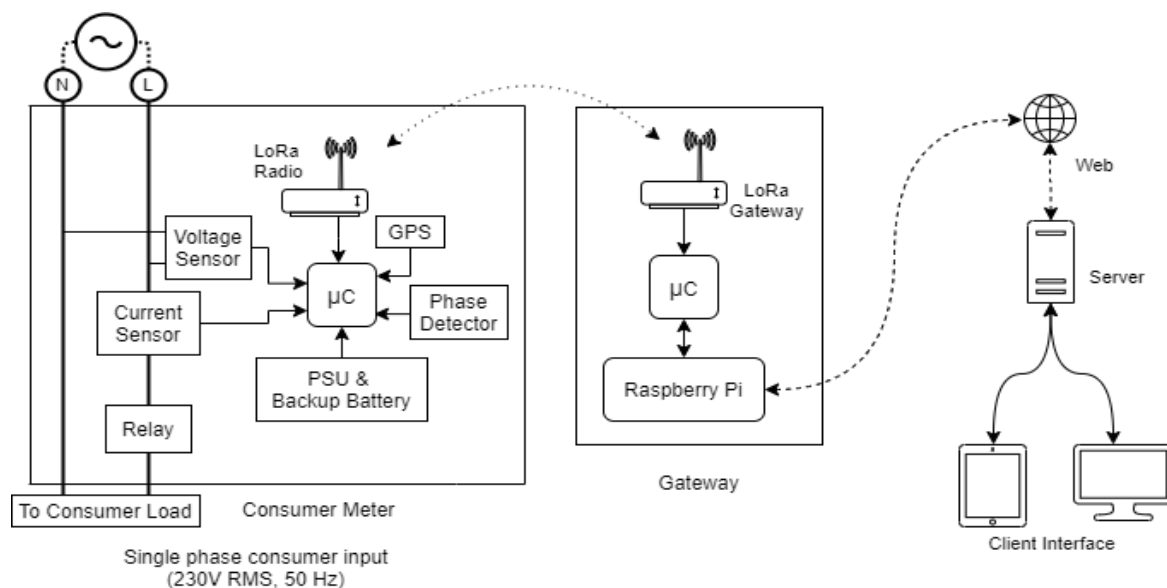 N
L
LoRa
Radio
GPS
Voltage
Sensor
µC
Phase
Detector
Current
Sensor
PSU &
Backup Battery
Relay
To Consumer Load
Consumer Meter
Single phase consumer input
(230V RMS, 50 Hz)
LoRa
Gateway
µC
Raspberry Pi
Gateway
Web
Server
Client Interface